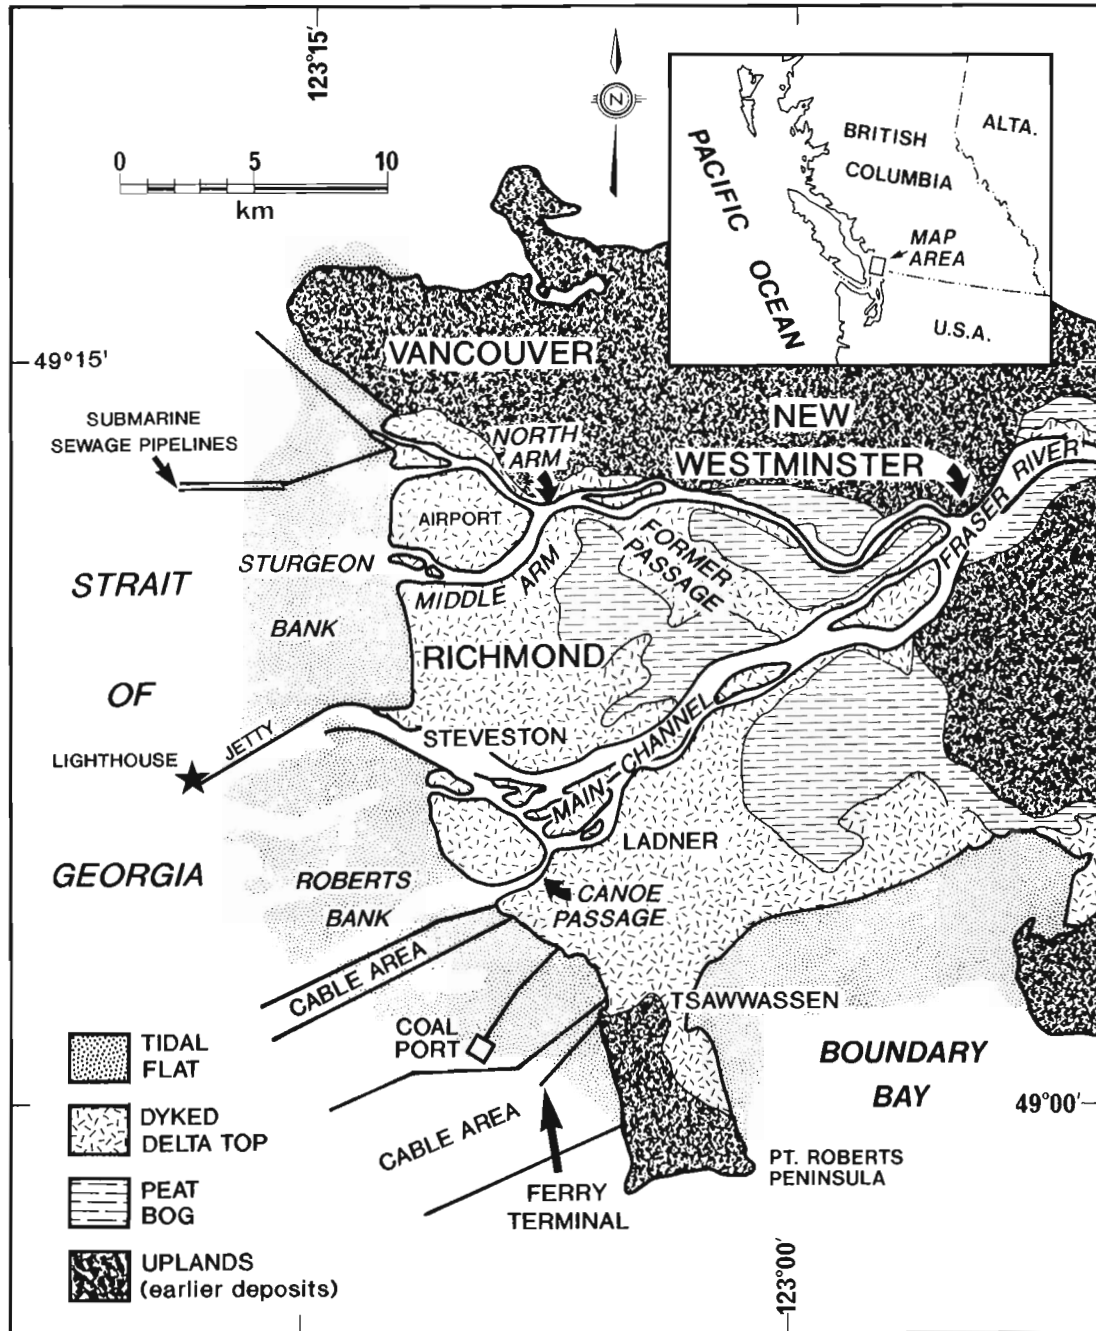 123°15′
N
0 5 10
km
PACIFIC
OCEAN
BRITISH
COLUMBIA
ALTA.
MAP
AREA
U.S.A.
49°15′
VANCOUVER
SUBMARINE
SEWAGE PIPELINES
NORTH
ARM
NEW
WESTMINSTER
FRASER RIVER
AIRPORT
FORMER
PASSAGE
STURGEON
BANK
MIDDLE ARM
STRAIT
OF
GEORGIA
RICHMOND
LIGHTHOUSE
JETTY
STEVESTON
MAIN CHANNEL
LADNER
ROBERTS
BANK
CANOE
PASSAGE
CABLE AREA
TSAWWASSEN
COAL
PORT
BOUNDARY
BAY
49°00′
CABLE AREA
PT. ROBERTS
PENINSULA
FERRY
TERMINAL
123°00′
TIDAL
FLAT
DYKED
DELTA TOP
PEAT
BOG
UPLANDS
(earlier deposits)